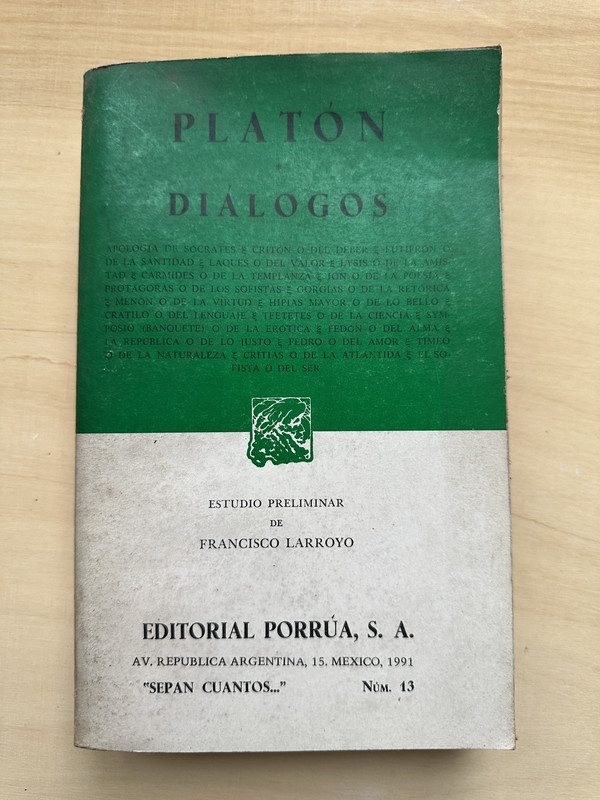 PLATÓN
DIALOGOS
APOLOGIA DE SOCRATES ξ CRITON O DEL DEBER ξ EUTIFRON O
DE LA SANTIDAD ξ LAQUES O DEL VALOR ξ LYSIS O DE LA AMIS
TAD ξ CARMIDES O DE LA TEMPLANZA ξ ION O DE LA POESIA ξ
PROTAGORAS O DE LOS SOFISTAS ξ GORGIAS O DE LA RETORICA
ξ MENON O DE LA VIRTUD ξ HIPIAS MAYOR O DE LO BELLO ξ
CRATILO O DEL LENGUAJE ξ TEETETES O DE LA CIENCIA ξ SYM-
POSIO (BANQUETE) O DE LA EROTICA ξ FEDON O DEL ALMA ξ
LA REPUBLICA O DE LO JUSTO ξ FEDRO O DEL AMOR ξ TIMEO
O DE LA NATURALEZA ξ CRITIAS O DE LA ATLANTIDA ξ EL SO-
FISTA O DEL SER
ESTUDIO PRELIMINAR
DE
FRANCISCO LARROYO
EDITORIAL PORRÚA, S. A.
AV. REPUBLICA ARGENTINA, 15. MEXICO, 1991
"SEPAN CUANTOS..." NÚM. 13